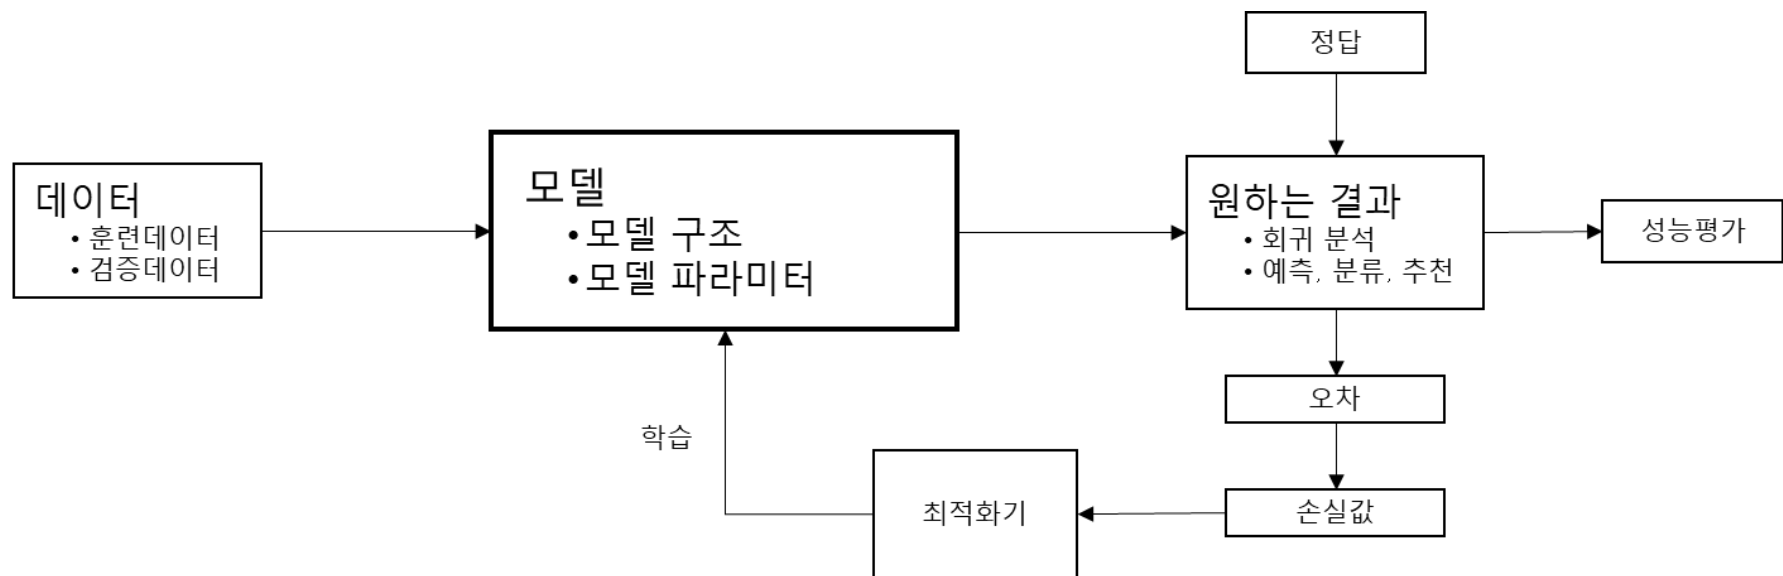 정답
데이터
• 훈련데이터
• 검증데이터
모델
• 모델 구조
• 모델 파라미터
원하는 결과
• 회귀 분석
• 예측, 분류, 추천
성능평가
오차
학습
최적화기
손실값